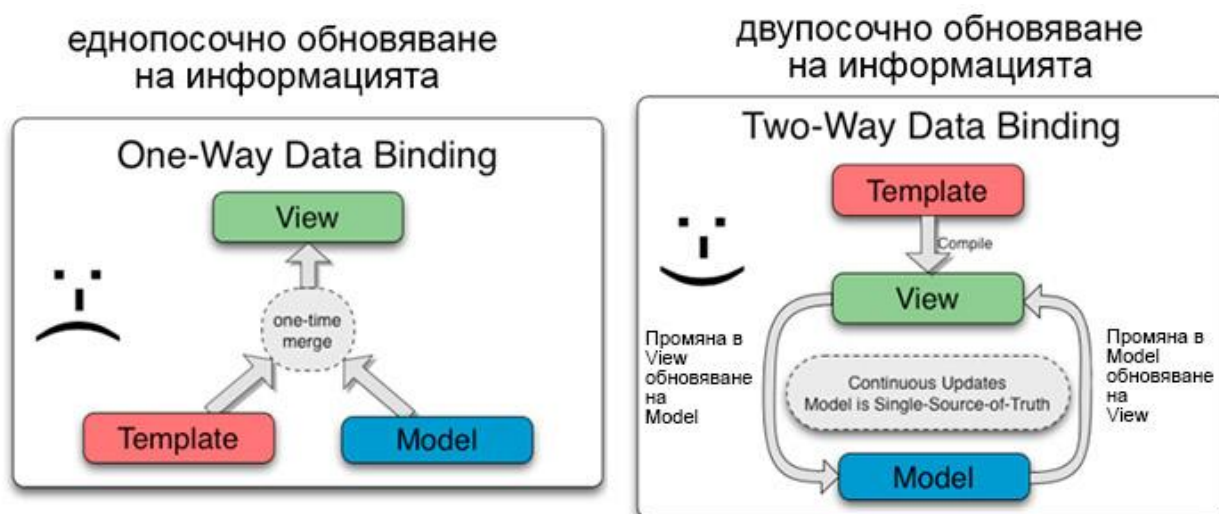 еднопосочно обновяване
на информацията
One-Way Data Binding
View
one-time
merge
Template
Model
двупосочно обновяване
на информацията
Two-Way Data Binding
Template
Compile
View
Промяна в
View
обновяване
на
Model
Continuous Updates
Model is Single-Source-of-Truth
Промяна в
Model
обновяване
на
View
Model